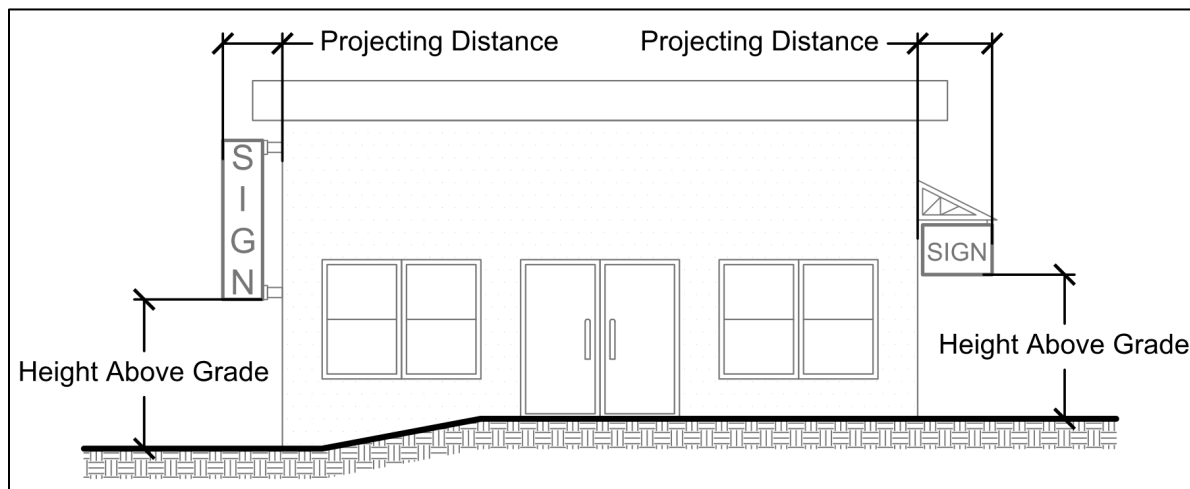 Projecting Distance
Projecting Distance
S
I
G
N
SIGN
Height Above Grade
Height Above Grade